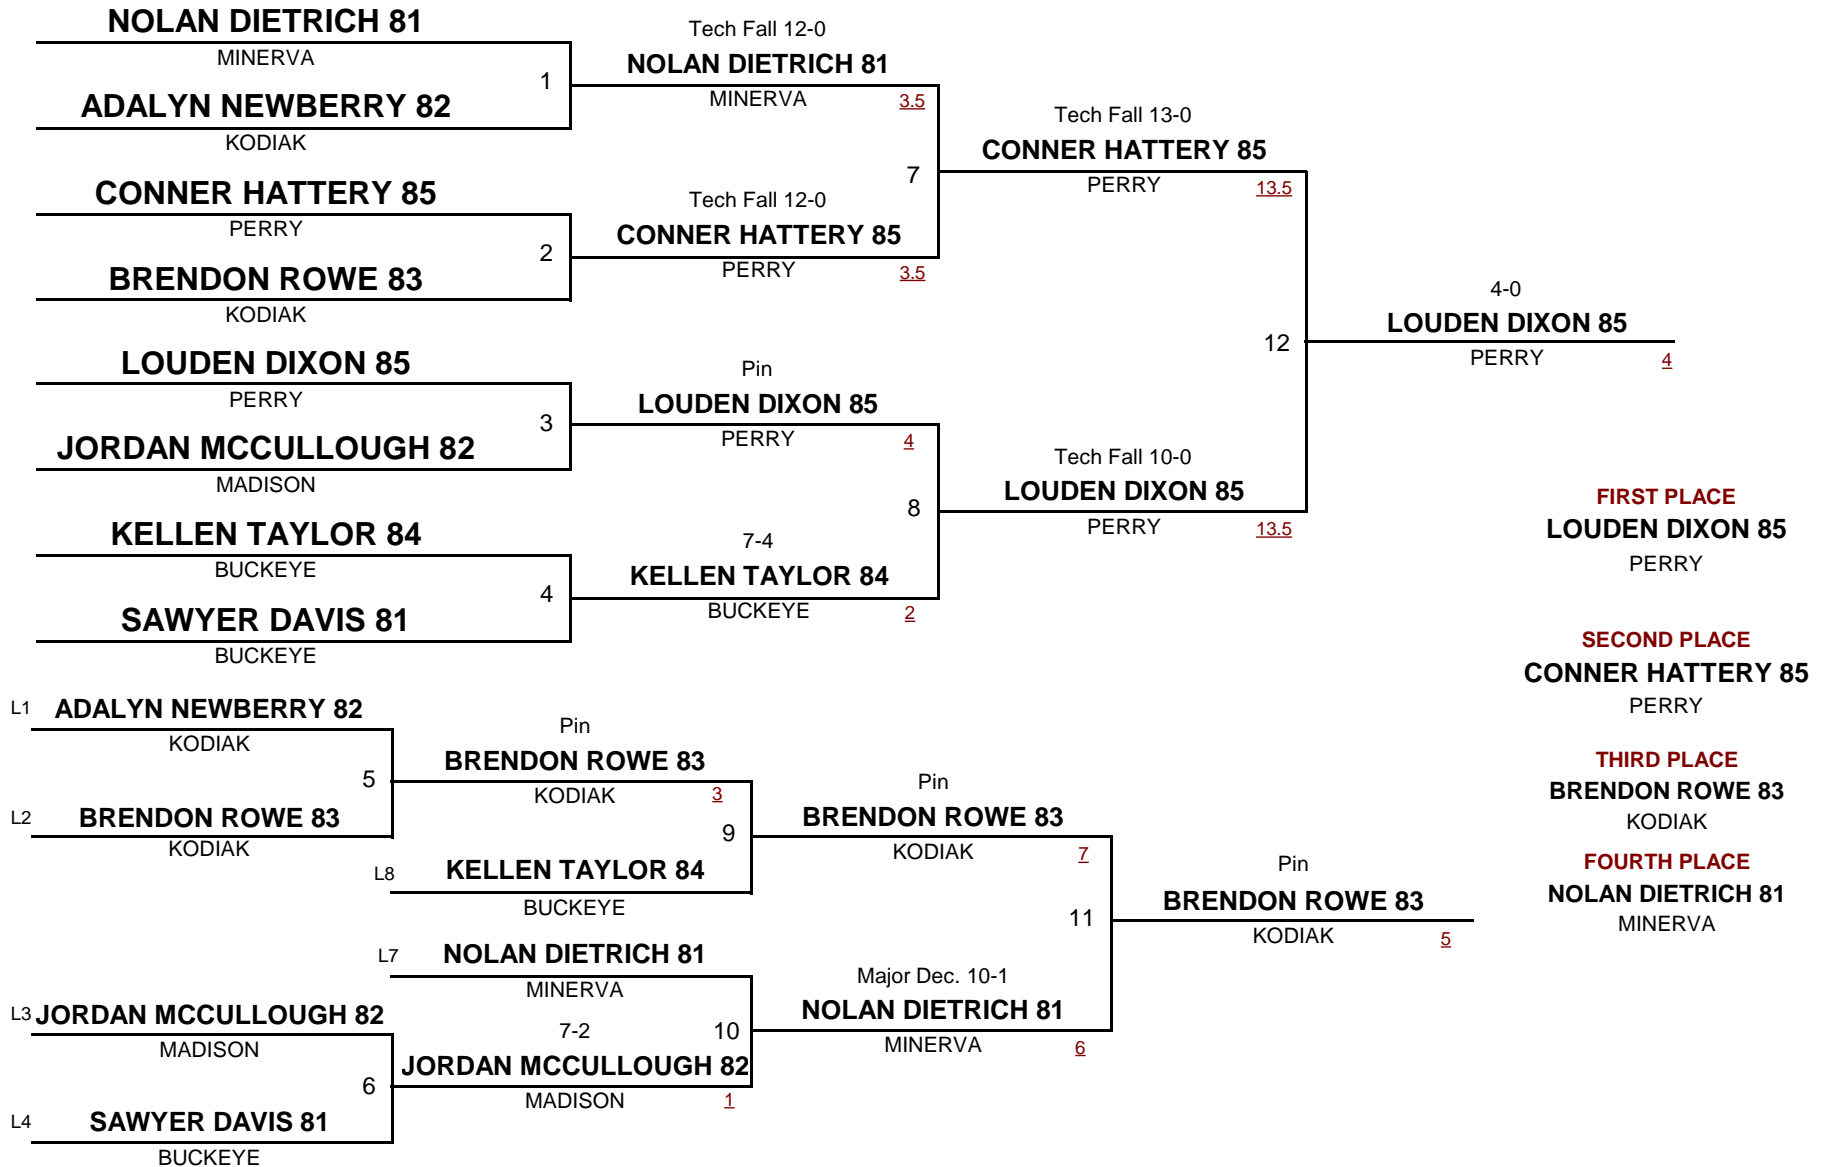 NOLAN DIETRICH 81
MINERVA
1
ADALYN NEWBERRY 82
KODIAK
CONNER HATTERY 85
PERRY
2
BRENDON ROWE 83
KODIAK
LOUDEN DIXON 85
PERRY
3
JORDAN MCCULLOUGH 82
MADISON
KELLEN TAYLOR 84
BUCKEYE
4
SAWYER DAVIS 81
BUCKEYE
Tech Fall 12-0
NOLAN DIETRICH 81
MINERVA 3.5
7
Tech Fall 12-0
CONNER HATTERY 85
PERRY 3.5
Pin
LOUDEN DIXON 85
PERRY 4
8
7-4
KELLEN TAYLOR 84
BUCKEYE 2
Tech Fall 13-0
CONNER HATTERY 85
PERRY 13.5
12
Tech Fall 10-0
LOUDEN DIXON 85
PERRY 13.5
4-0
LOUDEN DIXON 85
PERRY 4
L1 ADALYN NEWBERRY 82
KODIAK
5
L2 BRENDON ROWE 83
KODIAK
L3 JORDAN MCCULLOUGH 82
MADISON
6
L4 SAWYER DAVIS 81
BUCKEYE
Pin
BRENDON ROWE 83
KODIAK 3
9
L8 KELLEN TAYLOR 84
BUCKEYE
L7 NOLAN DIETRICH 81
MINERVA
7-2 10
JORDAN MCCULLOUGH 82
MADISON 1
Pin
BRENDON ROWE 83
KODIAK 7
11
Major Dec. 10-1
NOLAN DIETRICH 81
MINERVA 6
Pin
BRENDON ROWE 83
KODIAK 5
FIRST PLACE
LOUDEN DIXON 85
PERRY
SECOND PLACE
CONNER HATTERY 85
PERRY
THIRD PLACE
BRENDON ROWE 83
KODIAK
FOURTH PLACE
NOLAN DIETRICH 81
MINERVA